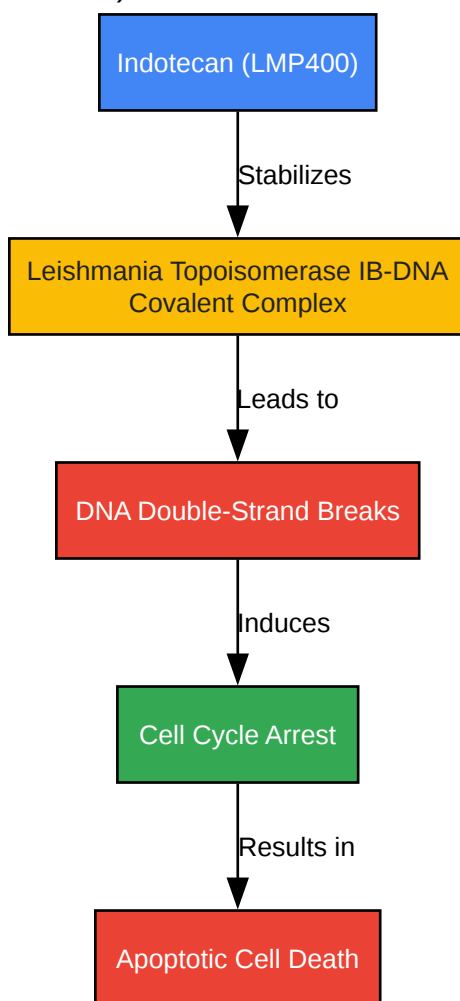 Indotecan (LMP400)
Stabilizes
Leishmania Topoisomerase IB-DNA
Covalent Complex
Leads to
DNA Double-Strand Breaks
Induces
Cell Cycle Arrest
Results in
Apoptotic Cell Death